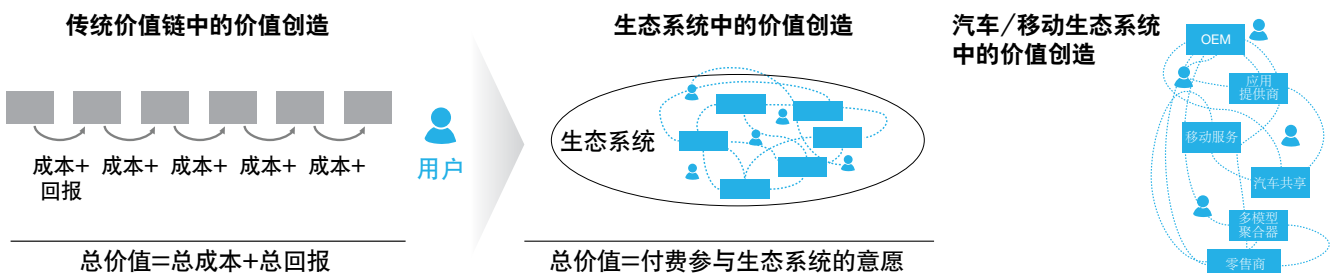 传统价值链中的价值创造
成本+ 成本+ 成本+ 成本+ 成本+
回报
用户
总价值=总成本+总回报
生态系统中的价值创造
生态系统
总价值=付费参与生态系统的意愿
汽车/移动生态系统
中的价值创造
OEM
应用
提供商
移动服务
汽车共享
多模型
聚合器
零售商